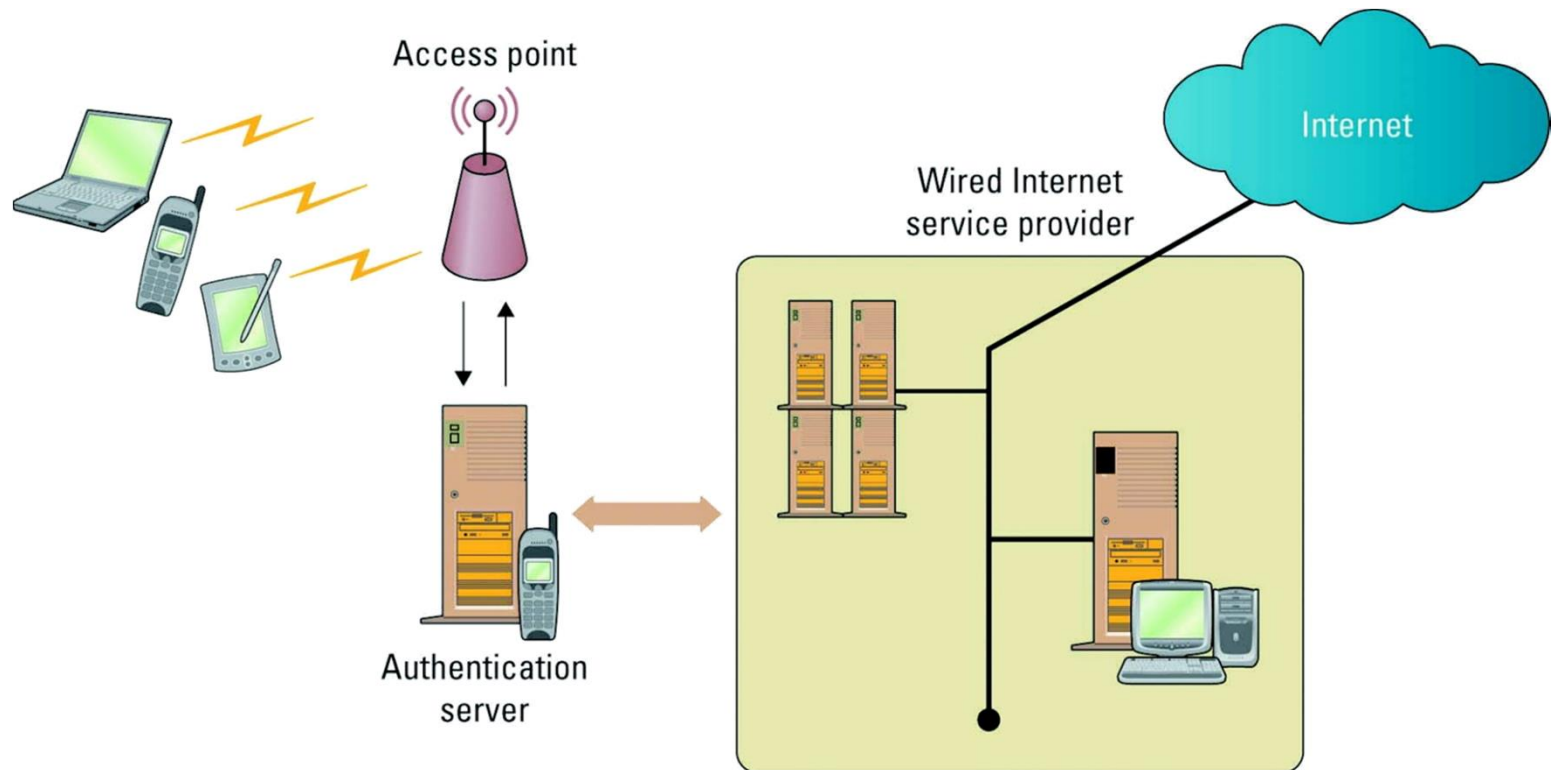 Access point
Internet
Wired Internet
service provider
Authentication
server